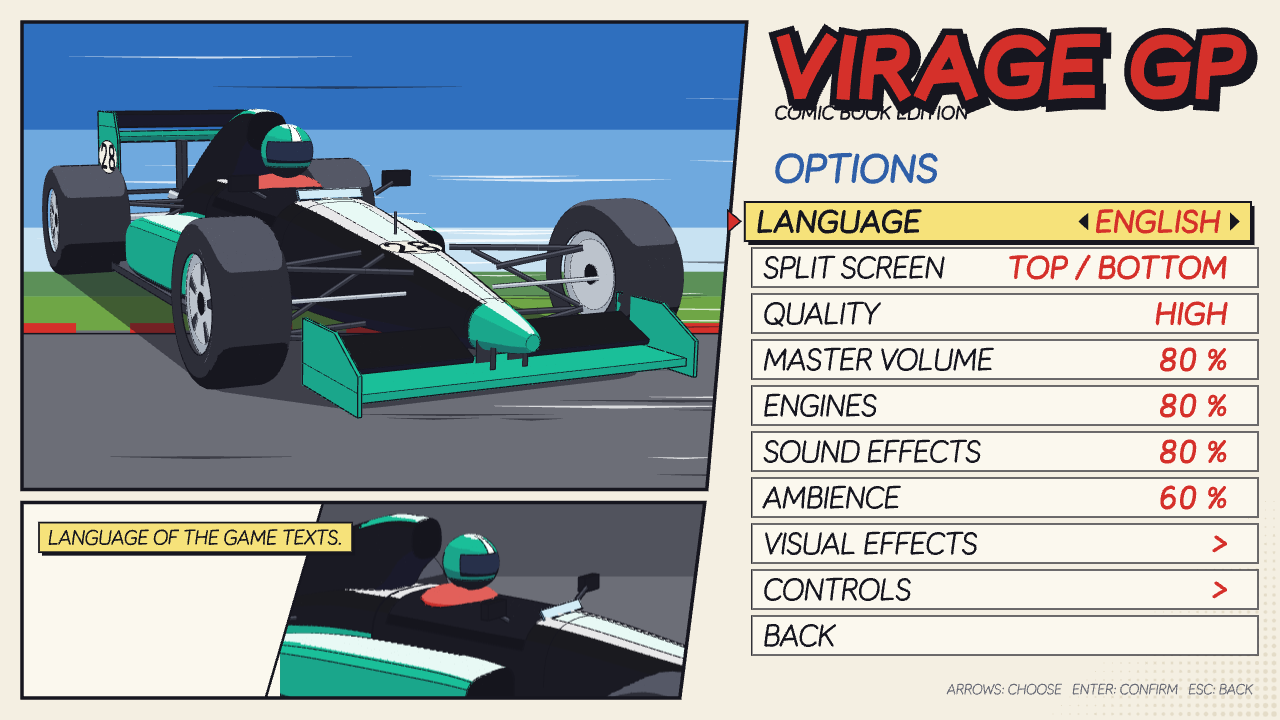 VIRAGE GP
COMIC BOOK EDITION
OPTIONS
LANGUAGE ENGLISH
SPLIT SCREEN TOP / BOTTOM
QUALITY HIGH
MASTER VOLUME 80 %
ENGINES 80 %
SOUND EFFECTS 80 %
AMBIENCE 60 %
VISUAL EFFECTS >
CONTROLS >
BACK
28
28
LANGUAGE OF THE GAME TEXTS.
ARROWS: CHOOSE ENTER: CONFIRM ESC: BACK